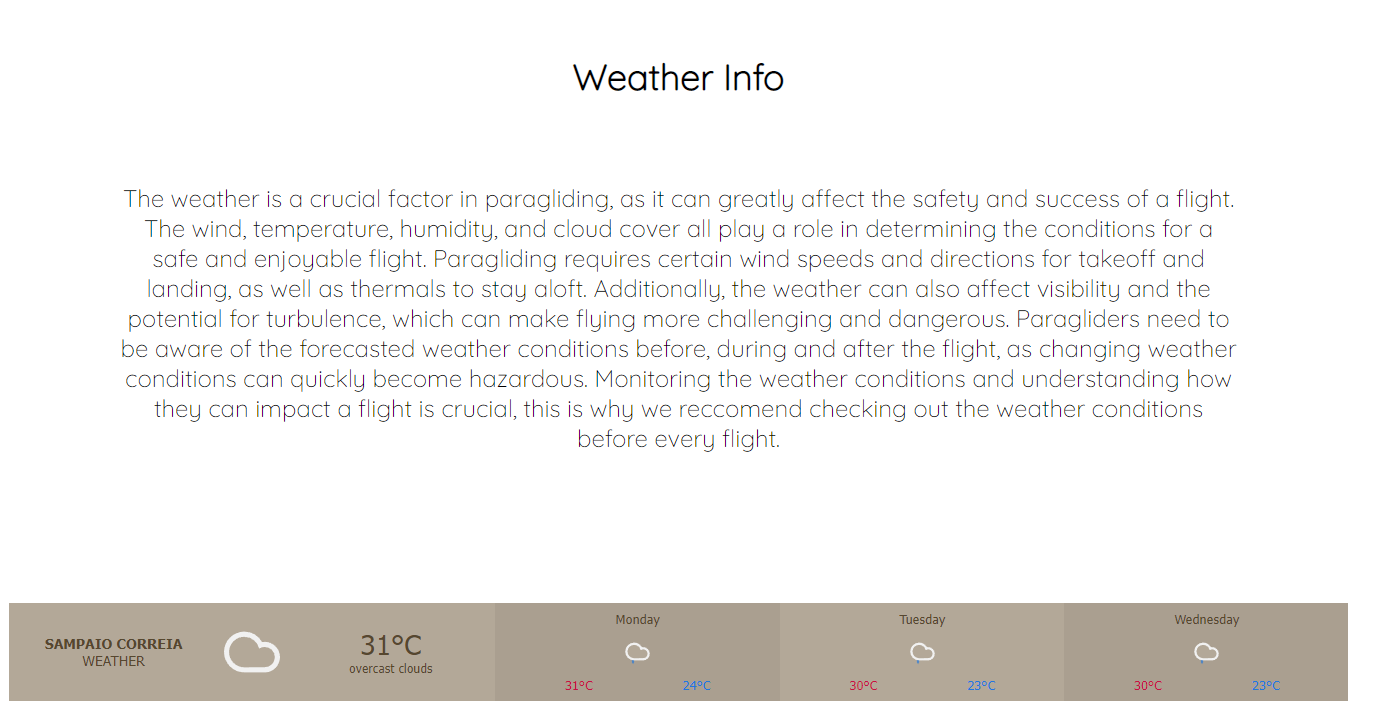 Weather Info
The weather is a crucial factor in paragliding, as it can greatly affect the safety and success of a flight.
The wind, temperature, humidity, and cloud cover all play a role in determining the conditions for a
safe and enjoyable flight. Paragliding requires certain wind speeds and directions for takeoff and
landing, as well as thermals to stay aloft. Additionally, the weather can also affect visibility and the
potential for turbulence, which can make flying more challenging and dangerous. Paragliders need to
be aware of the forecasted weather conditions before, during and after the flight, as changing weather
conditions can quickly become hazardous. Monitoring the weather conditions and understanding how
they can impact a flight is crucial, this is why we reccomend checking out the weather conditions
before every flight.
SAMPAIO CORREIA
WEATHER
31°C
overcast clouds
Monday
31°C 24°C
Tuesday
30°C 23°C
Wednesday
30°C 23°C